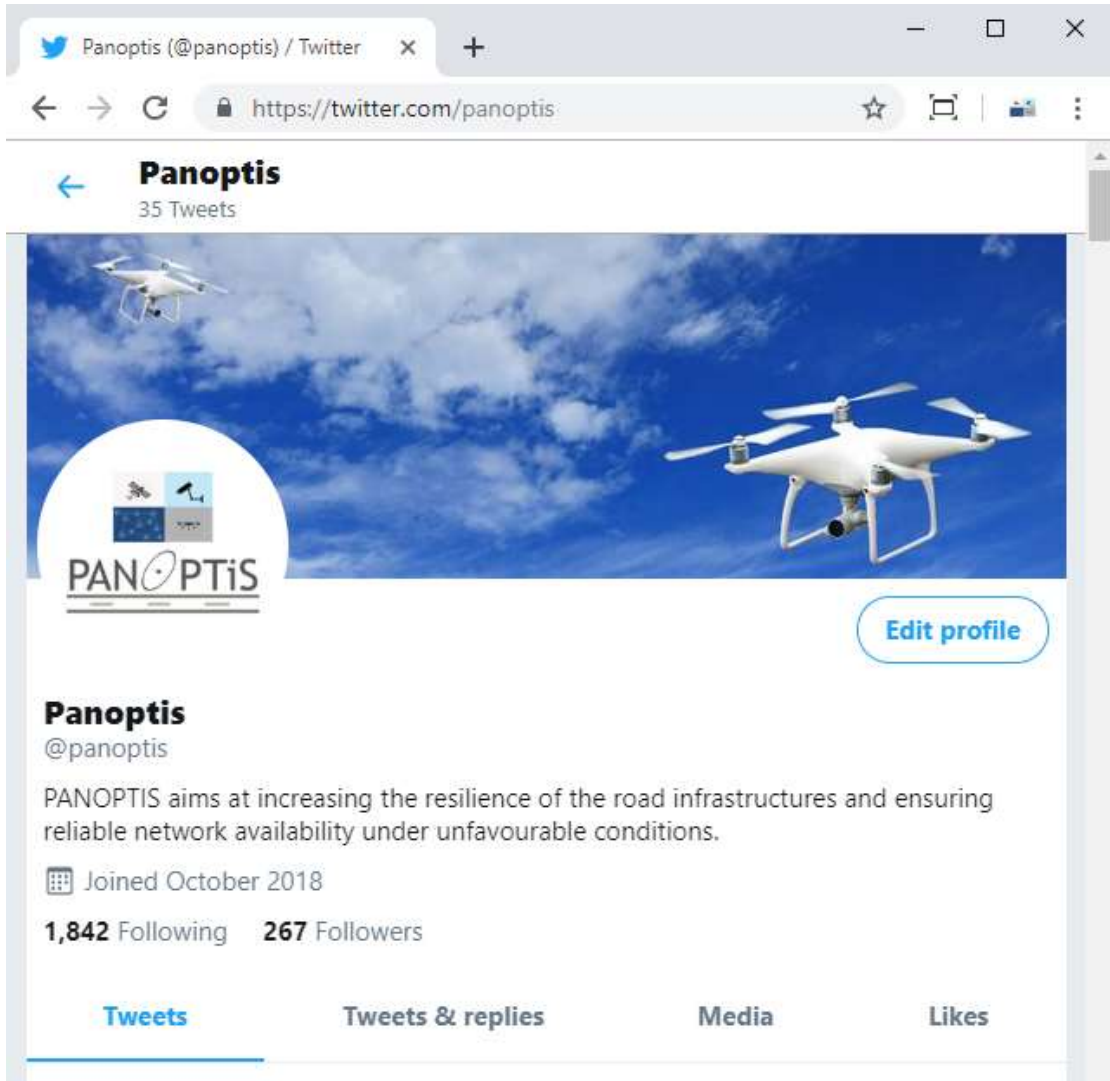 Panoptis (@panoptis) / Twitter
https://twitter.com/panoptis
Panoptis
35 Tweets
PANOPTiS
Edit profile
Panoptis
@panoptis
PANOPTIS aims at increasing the resilience of the road infrastructures and ensuring
reliable network availability under unfavourable conditions.
Joined October 2018
1,842 Following 267 Followers
Tweets Tweets & replies Media Likes